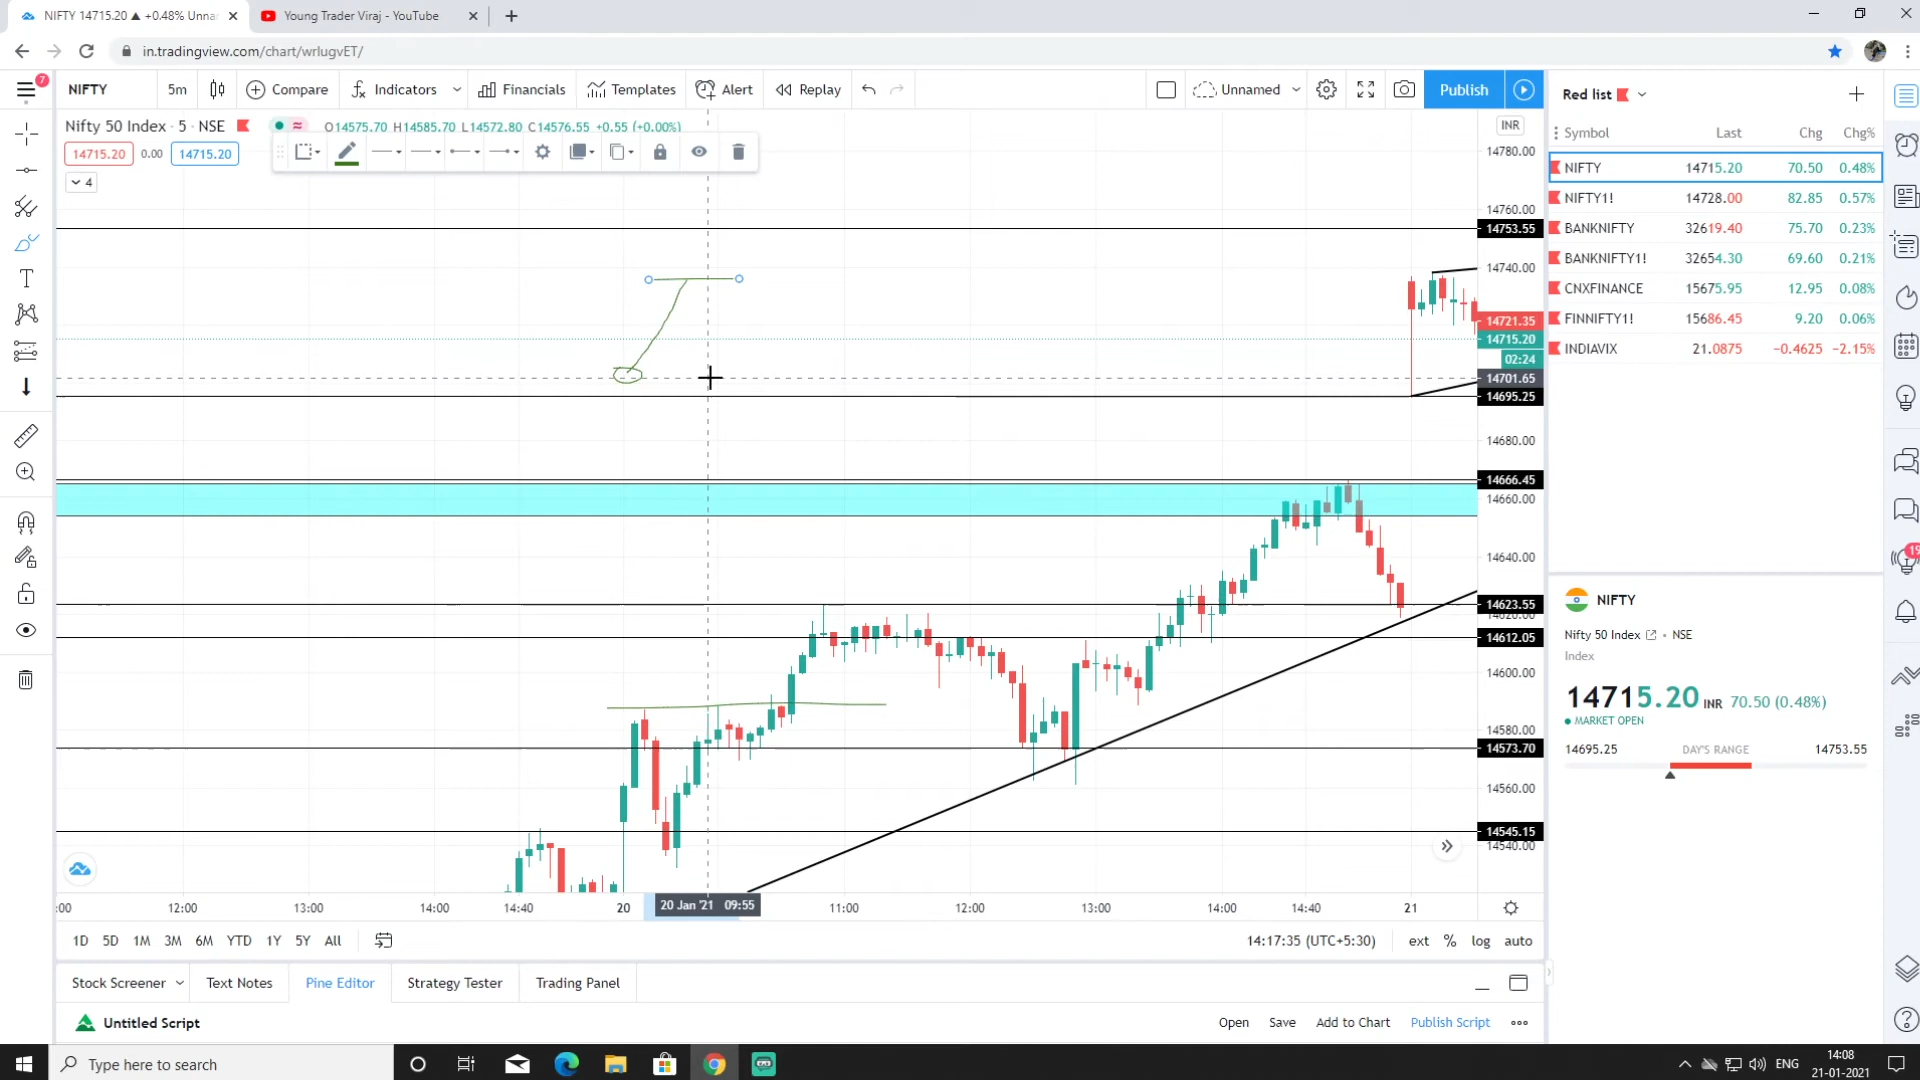 NIFTY 14715.20 ▲ +0.48% Unnar
Young Trader Viraj - YouTube
in.tradingview.com/chart/wrlugvET/
7
NIFTY 5m Compare Indicators Financials Templates Alert Replay Unnamed Publish
Red list
Nifty 50 Index · 5 · NSE O14575.70 H14585.70 L14572.80 C14576.55 +0.55 (+0.00%)
INR
14715.20 0.00 14715.20
4
Symbol Last Chg Chg%
NIFTY 14715.20 70.50 0.48%
NIFTY1! 14728.00 82.85 0.57%
BANKNIFTY 32619.40 75.70 0.23%
BANKNIFTY1! 32654.30 69.60 0.21%
CNXFINANCE 15675.95 12.95 0.08%
FINNIFTY1! 15686.45 9.20 0.06%
INDIAVIX 21.0875 −0.4625 −2.15%
14780.00
14760.00
14753.55
14740.00
14721.35
14715.20
02:24
14701.65
14695.25
14680.00
14666.45
14660.00
14640.00
14623.55
14620.00
14612.05
14600.00
14580.00
14573.70
14560.00
14545.15
14540.00
19
NIFTY
Nifty 50 Index · NSE
Index
14715.20 INR 70.50 (0.48%)
MARKET OPEN
14695.25 DAY'S RANGE 14753.55
:00 12:00 13:00 14:00 14:40 20 20 Jan '21 09:55 11:00 12:00 13:00 14:00 14:40 21
1D 5D 1M 3M 6M YTD 1Y 5Y All 14:17:35 (UTC+5:30) ext % log auto
Stock Screener Text Notes Pine Editor Strategy Tester Trading Panel
Untitled Script Open Save Add to Chart Publish Script
Type here to search ENG 14:08
21-01-2021